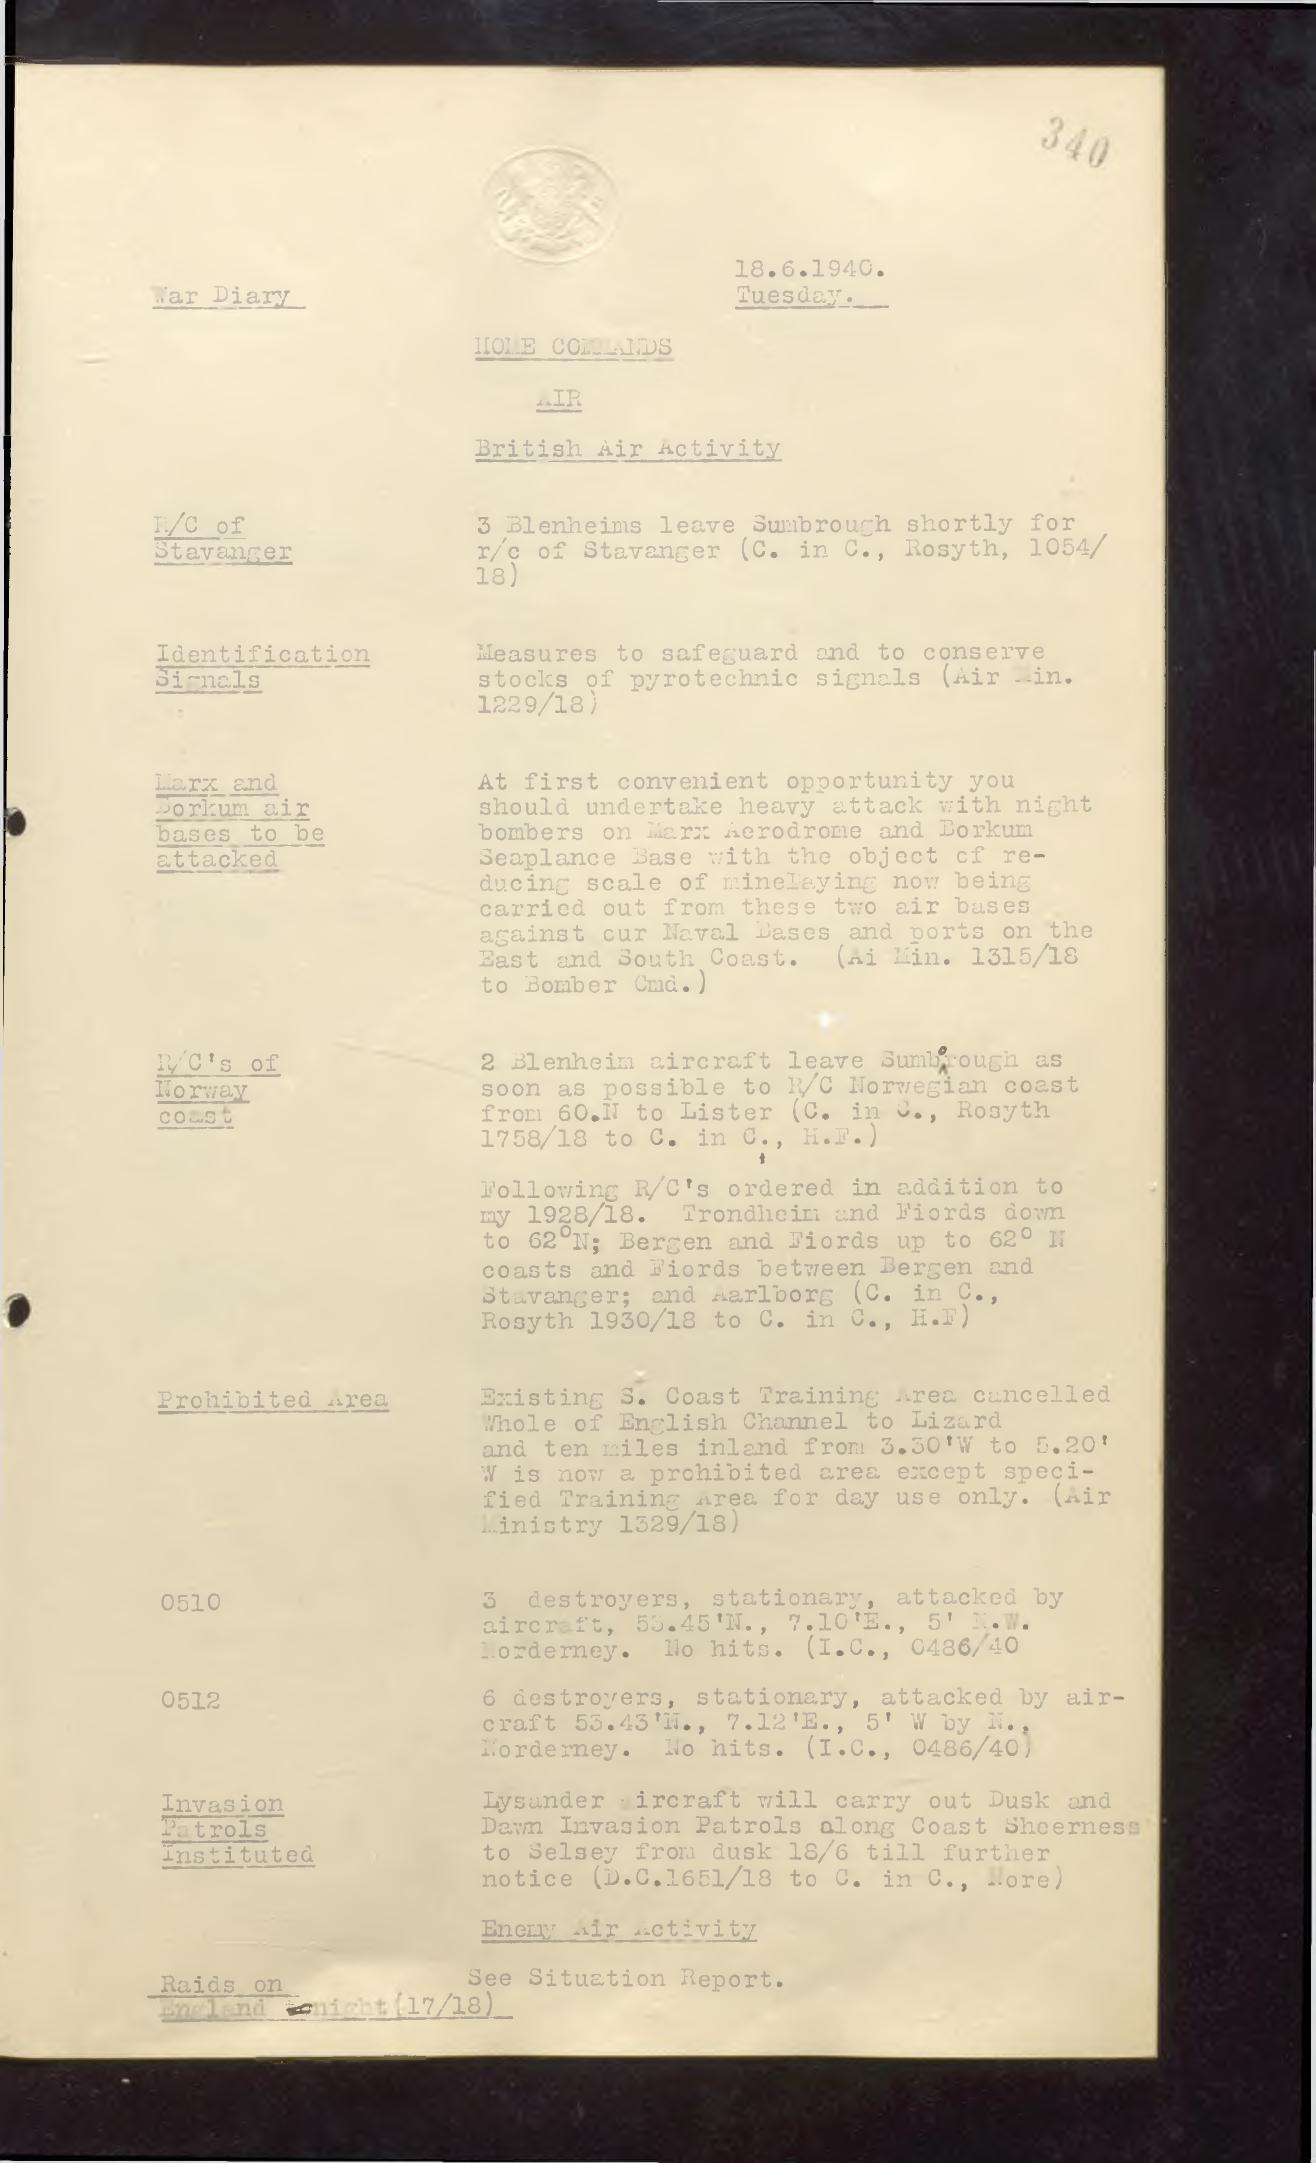 340
18.6.1940.
War Diary
Tuesday.
HOME COMMANDS
AIR
British Air Activity
R/C of
Stavanger
3 Blenheims leave Sumbrough shortly for
r/c of Stavanger (C. in C., Rosyth, 1054/
18)
Identification
Signals
Measures to safeguard and to conserve
stocks of pyrotechnic signals (Air Min.
1229/18)
Marx and
Borkum air
bases to be
attacked
At first convenient opportunity you
should undertake heavy attack with night
bombers on Marx Aerodrome and Borkum
Seaplance Base with the object of re-
ducing scale of minelaying now being
carried out from these two air bases
against our Naval Bases and ports on the
East and South Coast. (Ai Min. 1315/18
to Bomber Cmd.)
R/C's of
Norway
coast
2 Blenheim aircraft leave Sumborough as
soon as possible to R/C Norwegian coast
from 60.N to Lister (C. in C., Rosyth
1758/18 to C. in C., H.F.)
Following R/C's ordered in addition to
my 1928/18. Trondheim and Fiords down
to 62°N; Bergen and Fiords up to 62° N
coasts and Fiords between Bergen and
Stavanger; and Aarlborg (C. in C.,
Rosyth 1930/18 to C. in C., H.F)
Prohibited Area
Existing S. Coast Training Area cancelled
Whole of English Channel to Lizard
and ten miles inland from 3.30'W to 5.20'
W is now a prohibited area except speci-
fied Training Area for day use only. (Air
Ministry 1329/18)
0510
3 destroyers, stationary, attacked by
aircraft, 53.45'N., 7.10'E., 5' N.W.
Norderney. No hits. (I.C., 0486/40
0512
6 destroyers, stationary, attacked by air-
craft 53.43'N., 7.12'E., 5' W by N.,
Norderney. No hits. (I.C., 0486/40)
Invasion
Patrols
Instituted
Lysander aircraft will carry out Dusk and
Dawn Invasion Patrols along Coast Sheerness
to Selsey from dusk 18/6 till further
notice (D.C.1651/18 to C. in C., Nore)
Enemy Air Activity
Raids on
England night(17/18)
See Situation Report.